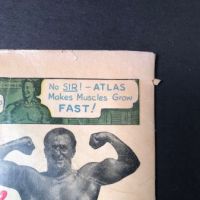 No SIR! - ATLAS
Makes Muscles Grow
FAST!